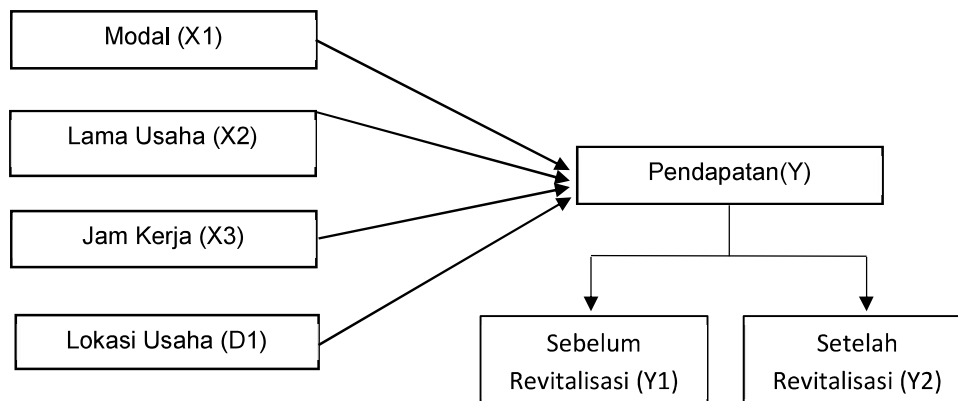 Modal (X1)
Lama Usaha (X2)
Jam Kerja (X3)
Lokasi Usaha (D1)
Pendapatan(Y)
Sebelum
Revitalisasi (Y1)
Setelah
Revitalisasi (Y2)